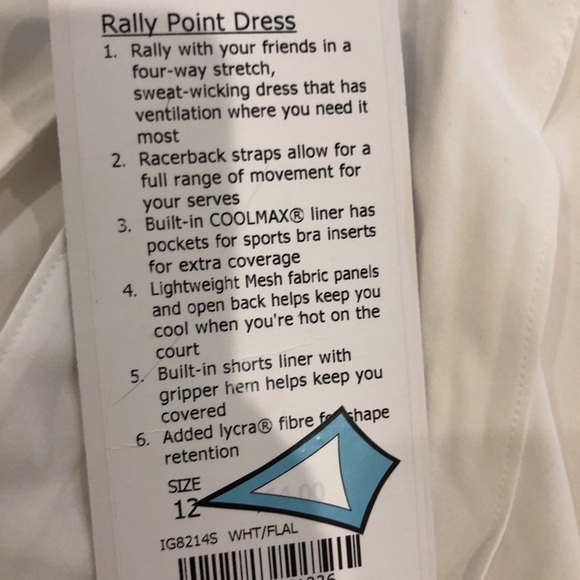 Rally Point Dress
1. Rally with your friends in a
four-way stretch,
sweat-wicking dress that has
ventilation where you need it
most
2. Racerback straps allow for a
full range of movement for
your serves
3. Built-in COOLMAX® liner has
pockets for sports bra inserts
for extra coverage
4. Lightweight Mesh fabric panels
and open back helps keep you
cool when you're hot on the
court
5. Built-in shorts liner with
gripper hem helps keep you
covered
6. Added lycra® fibre shape
retention
SIZE
12
IG8214S WHT/FLAL